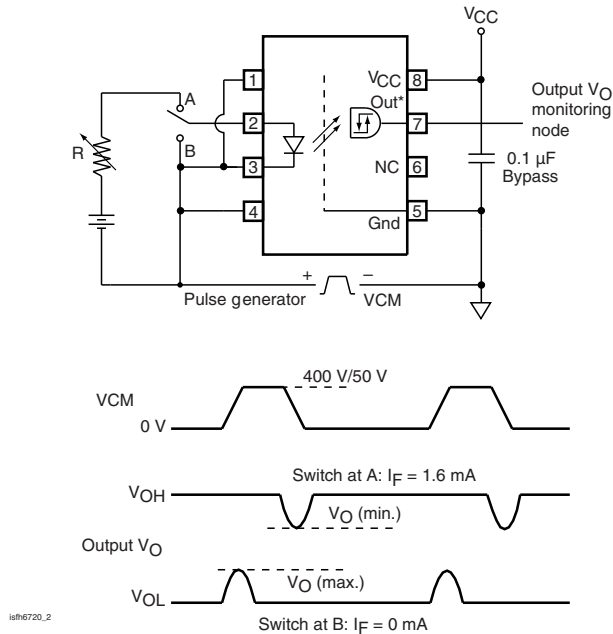 VCC
1
VCC
8
Out*
A
2
7
Output VO
monitoring
node
B
R
3
NC
6
0.1 µF
Bypass
4
5
Gnd
+
–
Pulse generator
VCM
400 V/50 V
VCM
0 V
Switch at A: IF = 1.6 mA
VOH
VO (min.)
Output VO
VO (max.)
VOL
Switch at B: IF = 0 mA
isfh6720_2